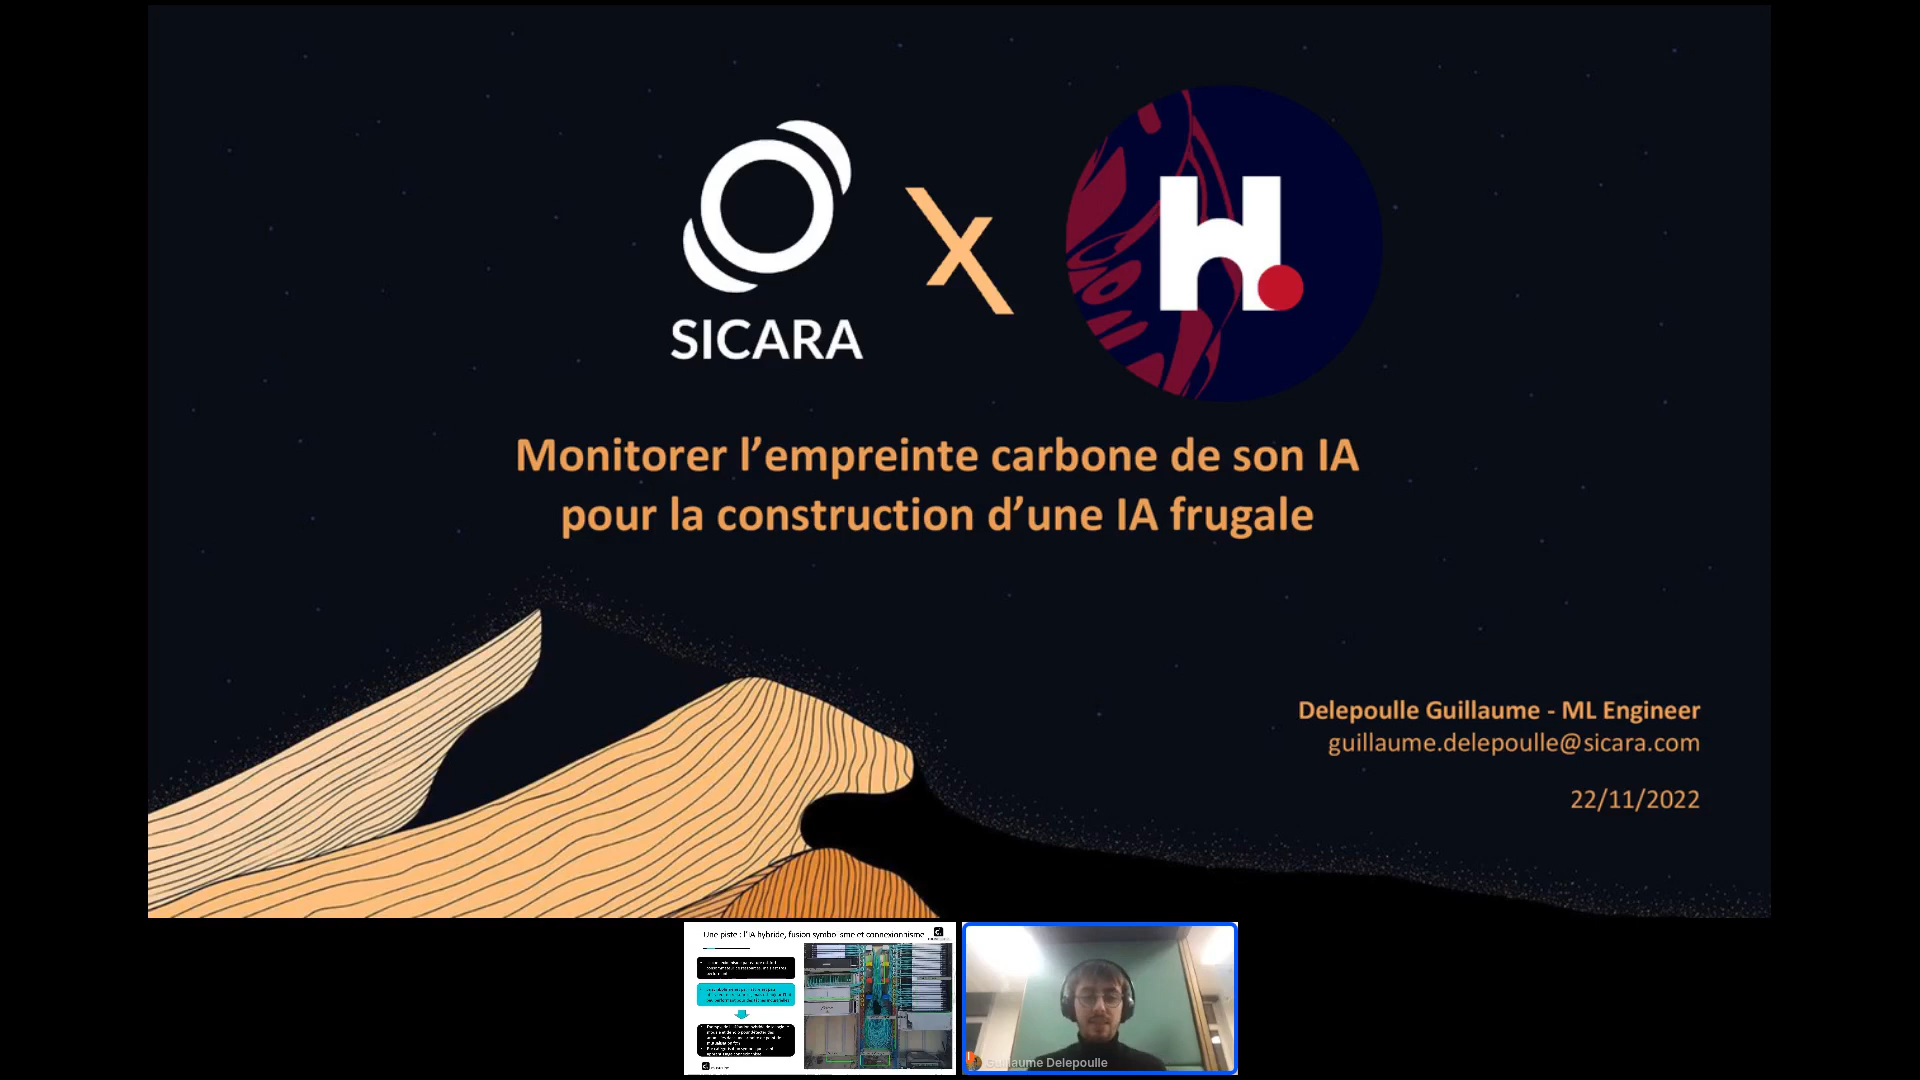 SICARA
X
H.
Monitorer l’empreinte carbone de son IA
pour la construction d’une IA frugale
Delepoulle Guillaume - ML Engineer
guillaume.delepoulle@sicara.com
22/11/2022
Une piste : l'IA hybride, fusion symbolisme et connexionnisme
Guillaume Delepoulle